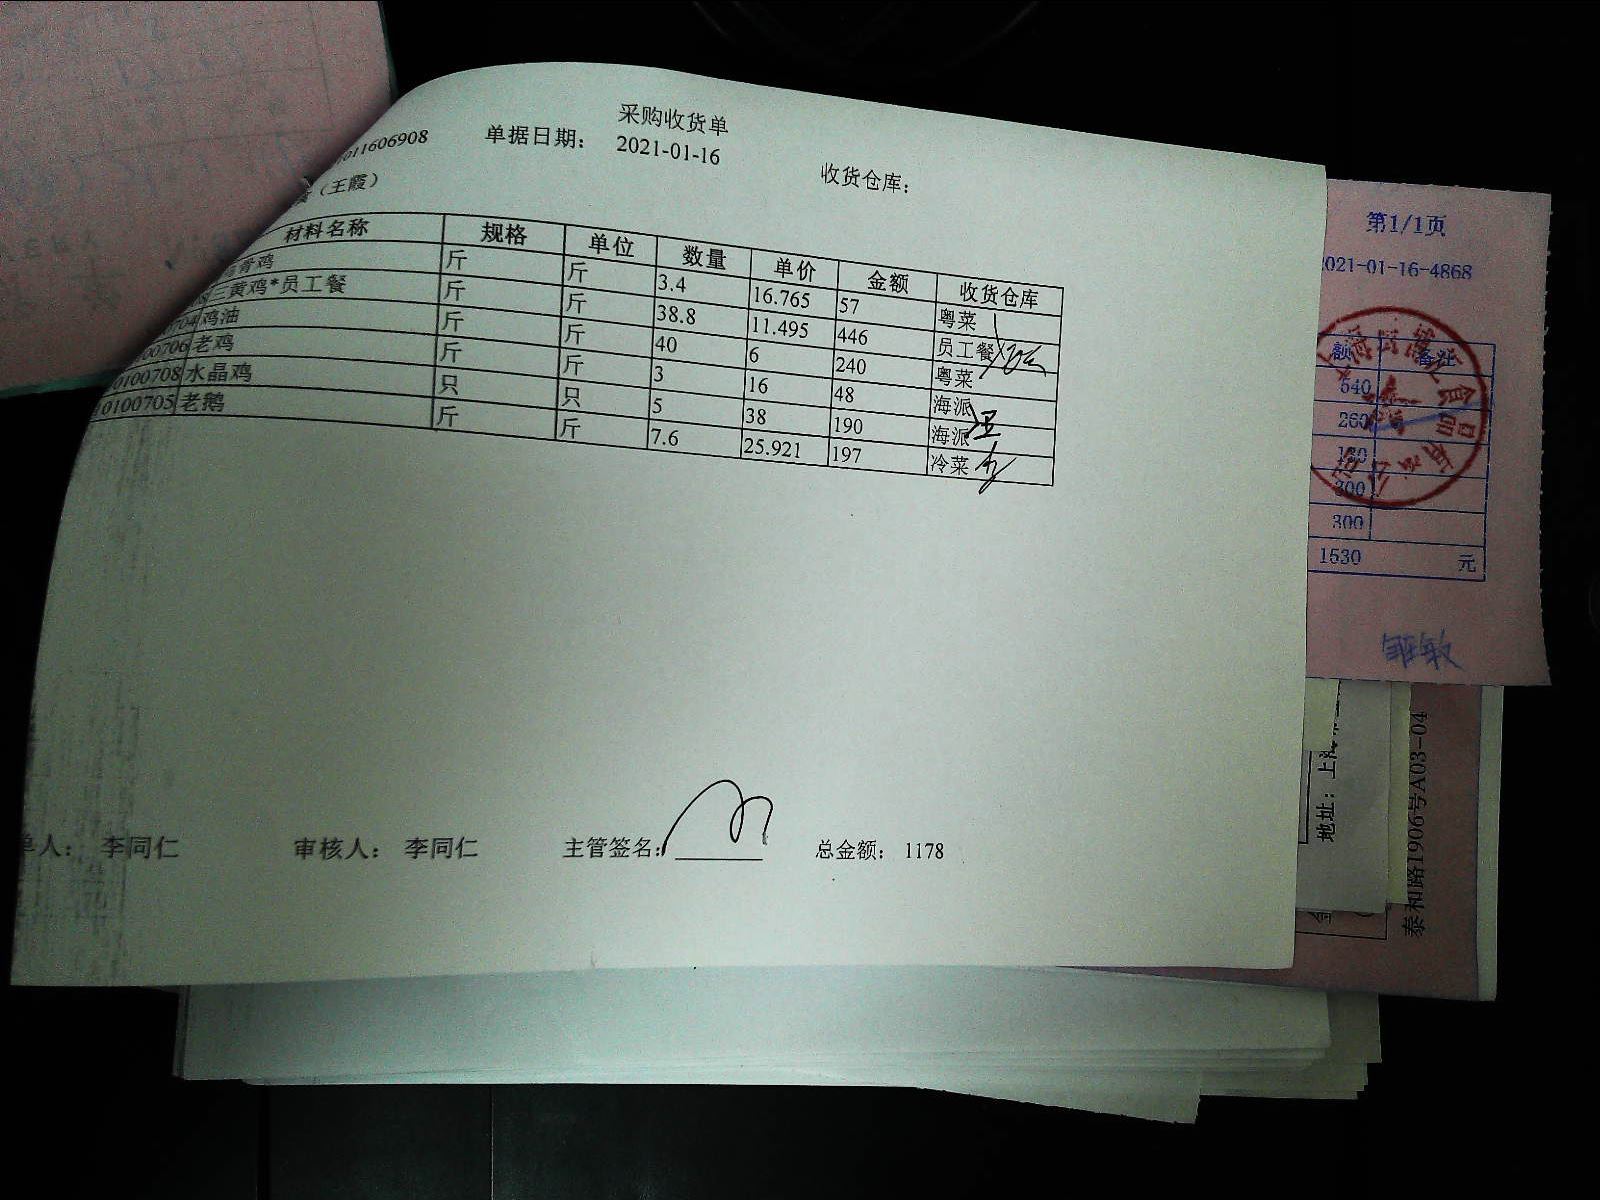 采购收货单
11606908 单据日期： 2021-01-16 收货仓库：
（王霞）
材料名称 规格 单位 数量 单价 金额 收货仓库
鸡 斤 斤 3.4 16.765 57 粤菜
三黄鸡*员工餐 斤 斤 38.8 11.495 446 员工餐
鸡油 斤 斤 40 6 240 粤菜
00706 老鸡 斤 斤 3 16 48 海派
0100708 水晶鸡 只 只 5 38 190 海派
0100705 老鹅 斤 斤 7.6 25.921 197 冷菜
单人： 李同仁 审核人： 李同仁 主管签名： 总金额： 1178
第1/1页
021-01-16-4868
额 备注
540
260
180
300
300
1530 元
邹敏
地址：上
泰和路1906号A03-04